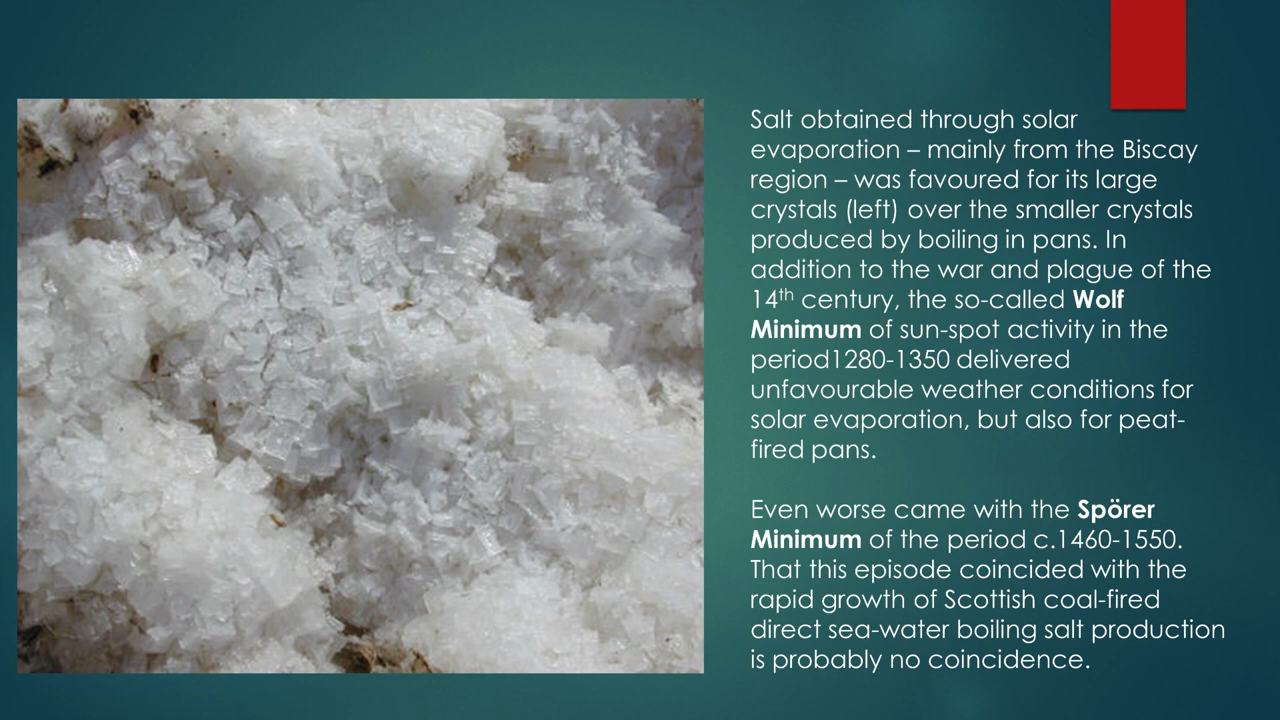 Salt obtained through solar
evaporation – mainly from the Biscay
region – was favoured for its large
crystals (left) over the smaller crystals
produced by boiling in pans. In
addition to the war and plague of the
14th century, the so-called Wolf
Minimum of sun-spot activity in the
period1280-1350 delivered
unfavourable weather conditions for
solar evaporation, but also for peat-
fired pans.
Even worse came with the Spörer
Minimum of the period c.1460-1550.
That this episode coincided with the
rapid growth of Scottish coal-fired
direct sea-water boiling salt production
is probably no coincidence.